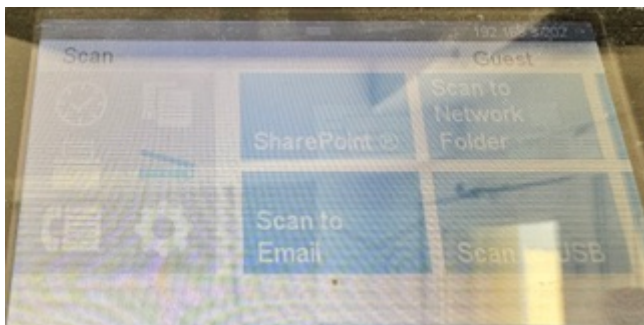 Scan
Guest
SharePoint ®
Scan to
Network
Folder
Scan to
Email
Scan USB